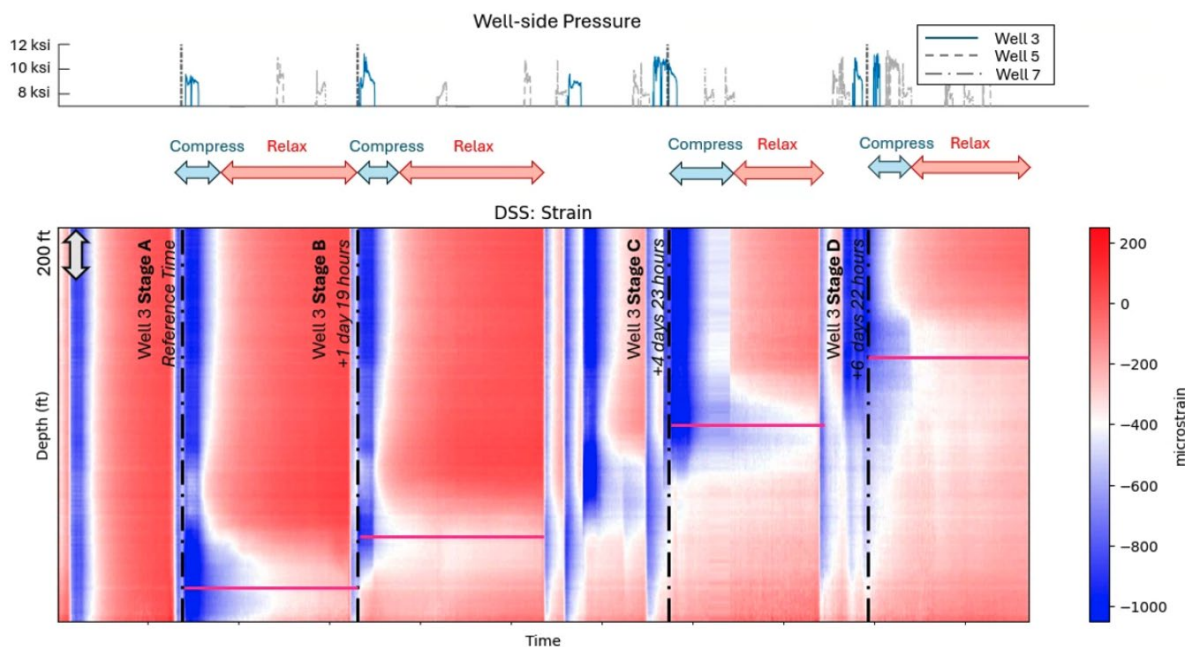 Well-side Pressure
12 ksi
10 ksi
8 ksi
Well 3
Well 5
Well 7
Compress
Relax
Compress
Relax
Compress
Relax
Compress
Relax
DSS: Strain
200 ft
Depth (ft)
Well 3 Stage A
Reference Time
Well 3 Stage B
+1 day 19 hours
Well 3 Stage C
+4 days 23 hours
Well 3 Stage D
+6 days 22 hours
Time
200
0
−200
−400
−600
−800
−1000
microstrain